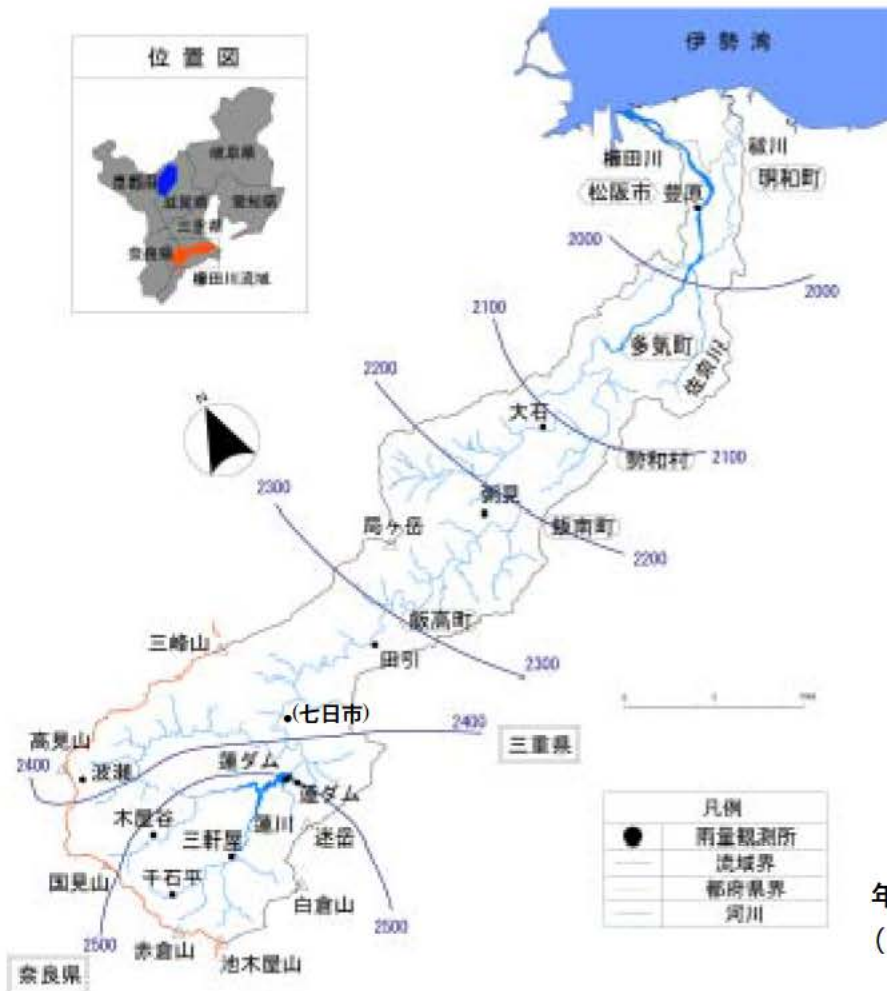 位置図
岐阜県
京都府
滋賀県
愛知県
三重県
奈良県
櫛田川流域
伊勢湾
櫛田川
祓川
松阪市
豊原
明和町
2000
2000
2100
多気町
佐奈川
2200
大石
勢和村
2100
2300
粥見
局ヶ岳
飯南町
2200
飯高町
三峰山
田引
2300
(七日市)
2400
高見山
三重県
2400
波瀬
蓮ダム
蓮ダム
木屋谷
蓮川
迷岳
三軒屋
国見山
千石平
白倉山
2500
2500
赤倉山
池木屋山
奈良県
凡例
雨量観測所
流域界
都府県界
河川
年
（